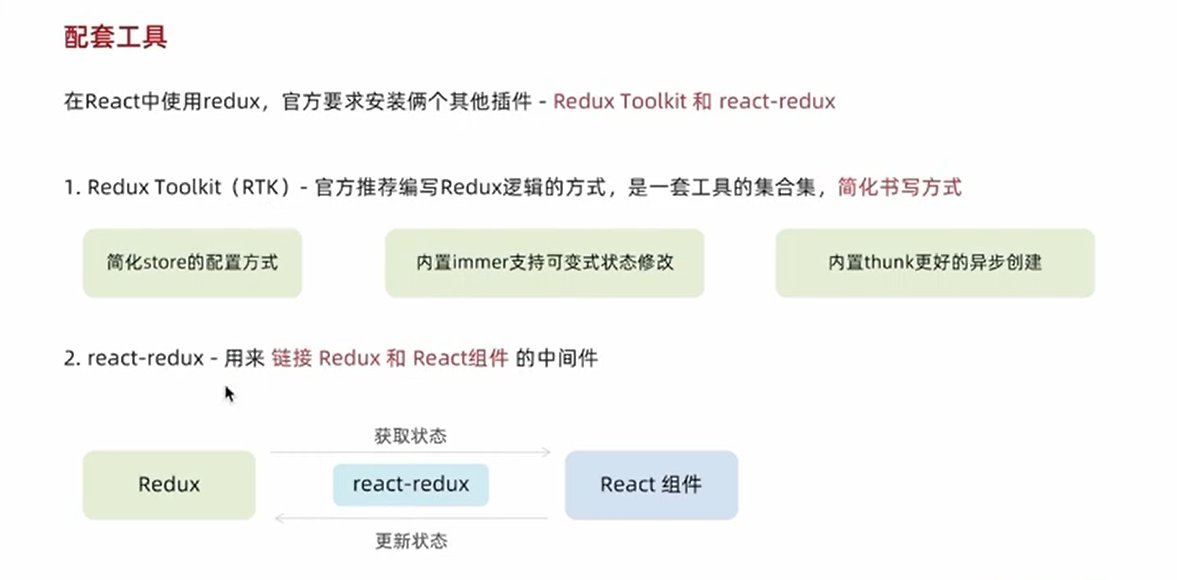 配套工具
在React中使用redux，官方要求安装俩个其他插件 - Redux Toolkit 和 react-redux
1. Redux Toolkit（RTK）- 官方推荐编写Redux逻辑的方式，是一套工具的集合集，简化书写方式
简化store的配置方式
内置immer支持可变式状态修改
内置thunk更好的异步创建
2. react-redux - 用来 链接 Redux 和 React组件 的中间件
获取状态
Redux
react-redux
React 组件
更新状态